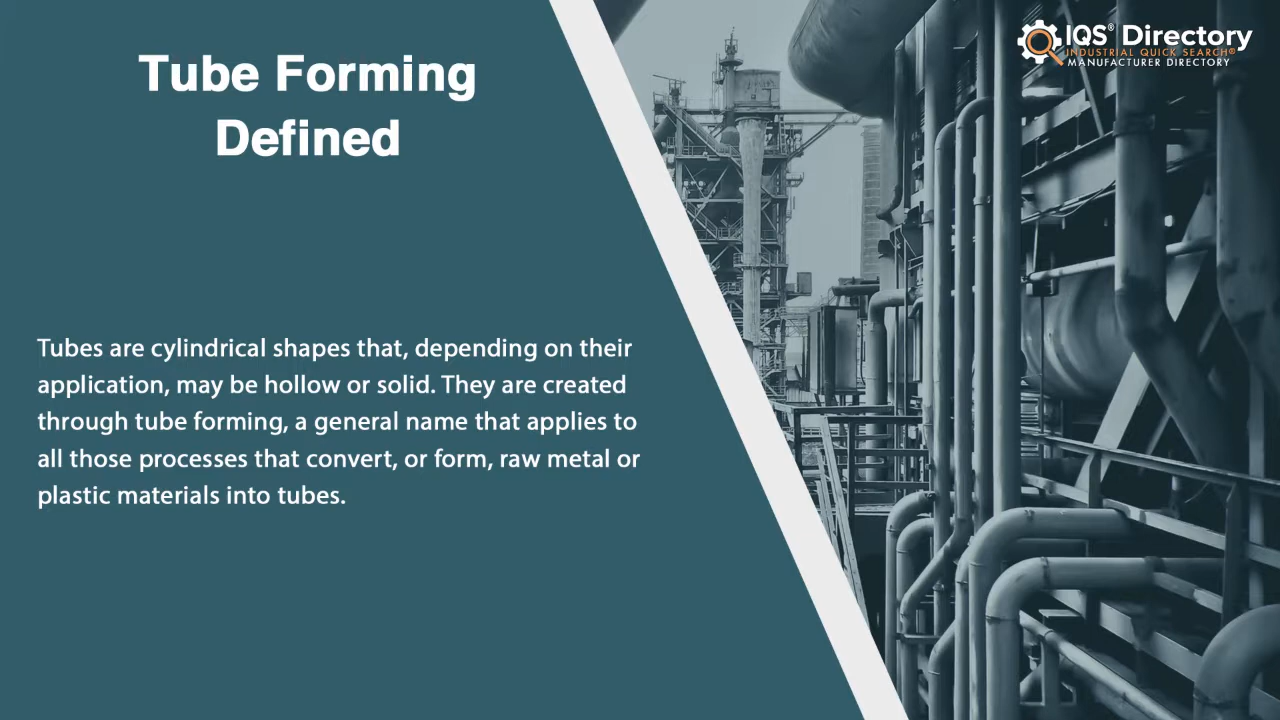 Tube Forming
Defined
IQS® Directory
INDUSTRIAL QUICK SEARCH®
MANUFACTURER DIRECTORY
Tubes are cylindrical shapes that, depending on their
application, may be hollow or solid. They are created
through tube forming, a general name that applies to
all those processes that convert, or form, raw metal or
plastic materials into tubes.